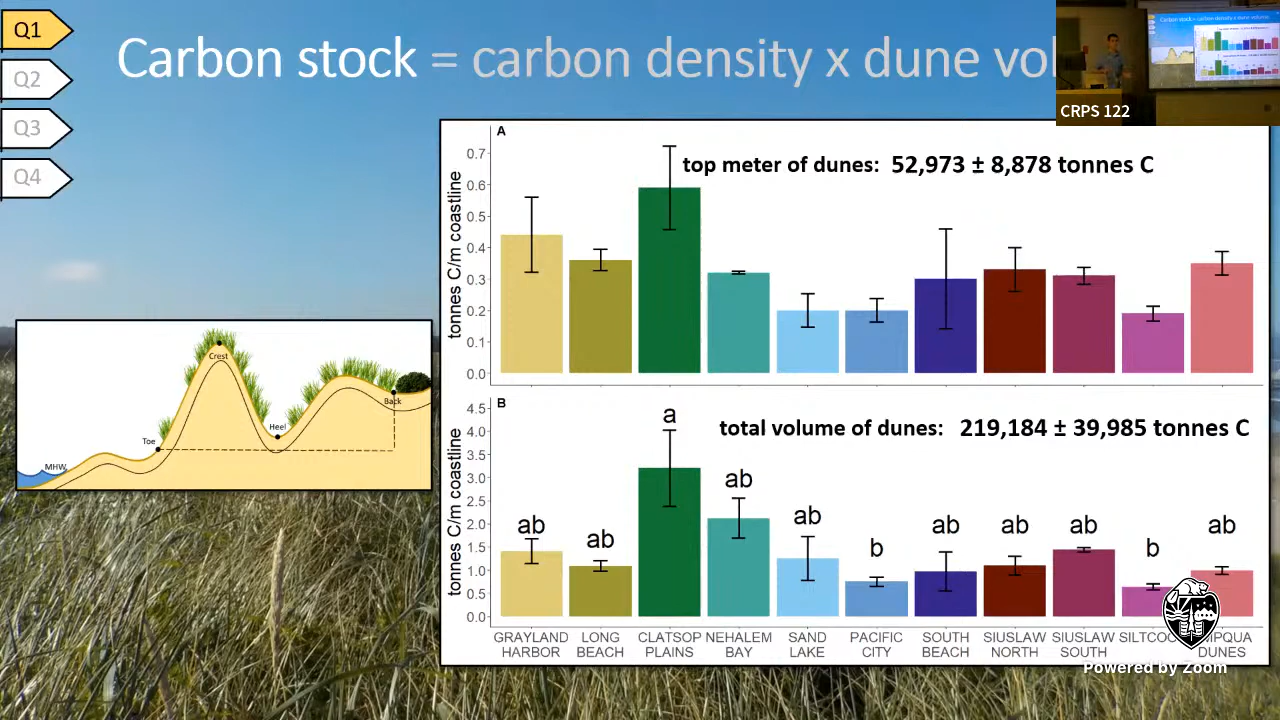 Q1
Q2
Q3
Q4
Carbon stock = carbon density x dune vol
CRPS 122
A
top meter of dunes: 52,973 ± 8,878 tonnes C
tonnes C/m coastline
0.7
0.6
0.5
0.4
0.3
0.2
0.1
0.0
B
total volume of dunes: 219,184 ± 39,985 tonnes C
tonnes C/m coastline
4.5
4.0
3.5
3.0
2.5
2.0
1.5
1.0
0.5
0.0
ab
ab
a
ab
ab
b
ab
ab
ab
b
ab
GRAYLAND HARBOR
LONG BEACH
CLATSOP PLAINS
NEHALEM BAY
SAND LAKE
PACIFIC CITY
SOUTH BEACH
SIUSLAW NORTH
SIUSLAW SOUTH
SILTCOO
MPQUA DUNES
MHW
Toe
Crest
Heel
Back
Powered by Zoom